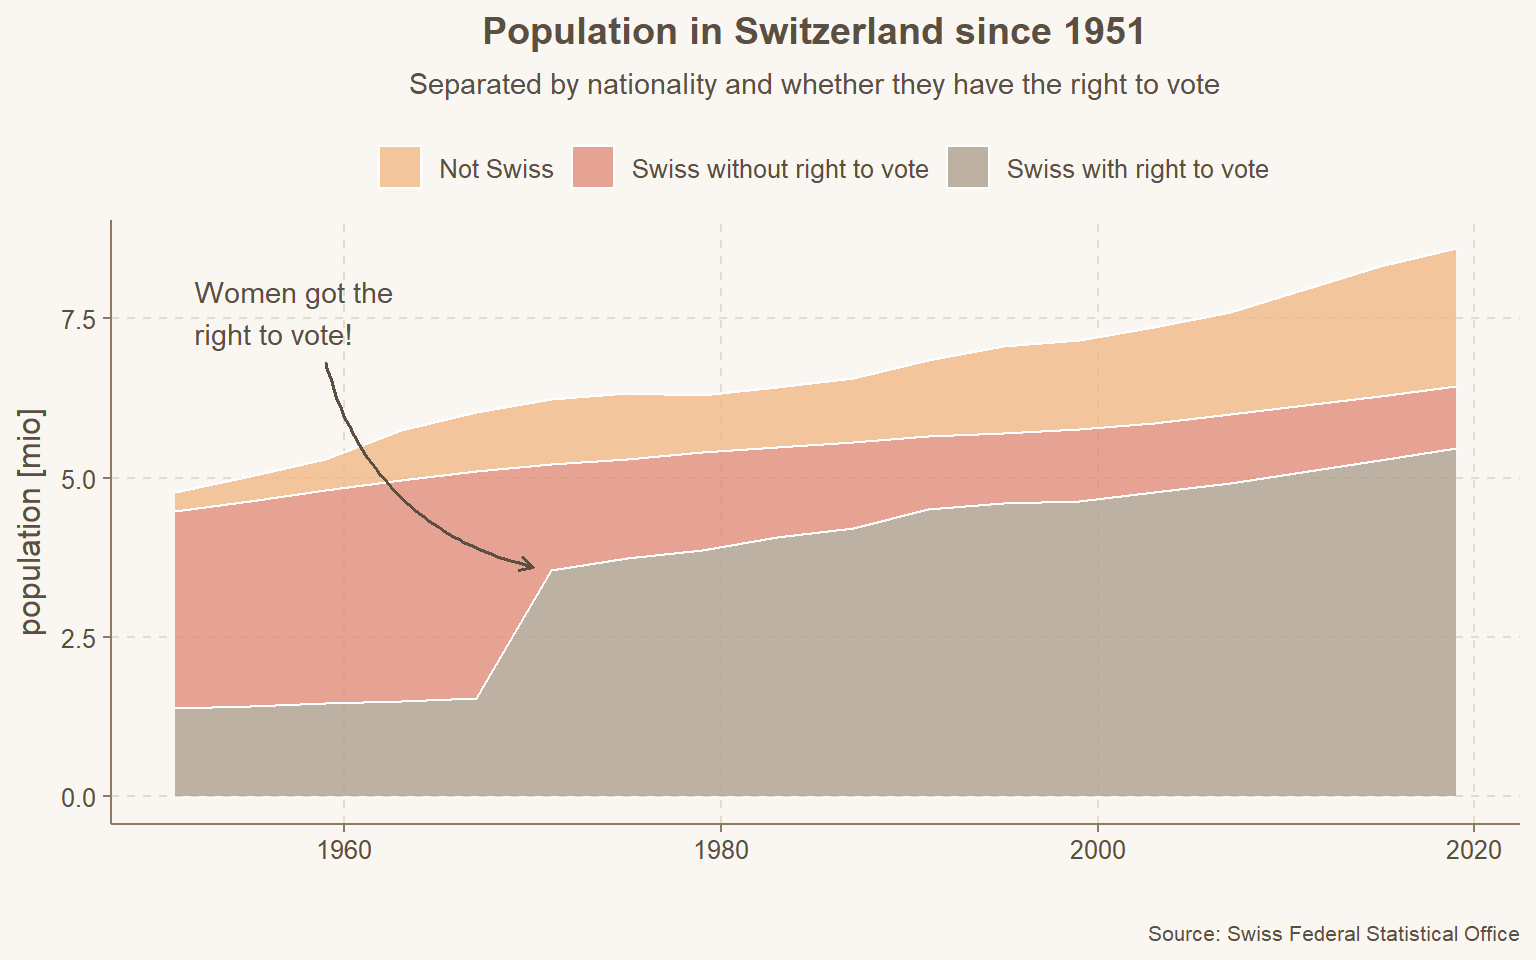 Population in Switzerland since 1951
Separated by nationality and whether they have the right to vote
Not Swiss
Swiss without right to vote
Swiss with right to vote
Women got the
right to vote!
population [mio]
7.5
5.0
2.5
0.0
1960
1980
2000
2020
Source: Swiss Federal Statistical Office